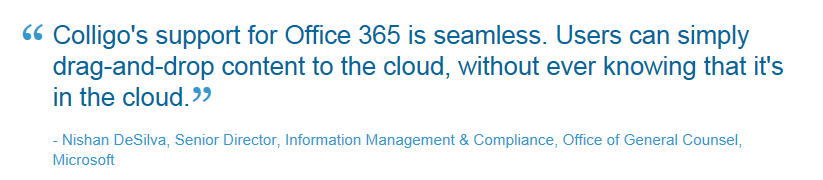 “ Colligo's support for Office 365 is seamless. Users can simply
drag-and-drop content to the cloud, without ever knowing that it's
in the cloud.”
- Nishan DeSilva, Senior Director, Information Management & Compliance, Office of General Counsel,
Microsoft